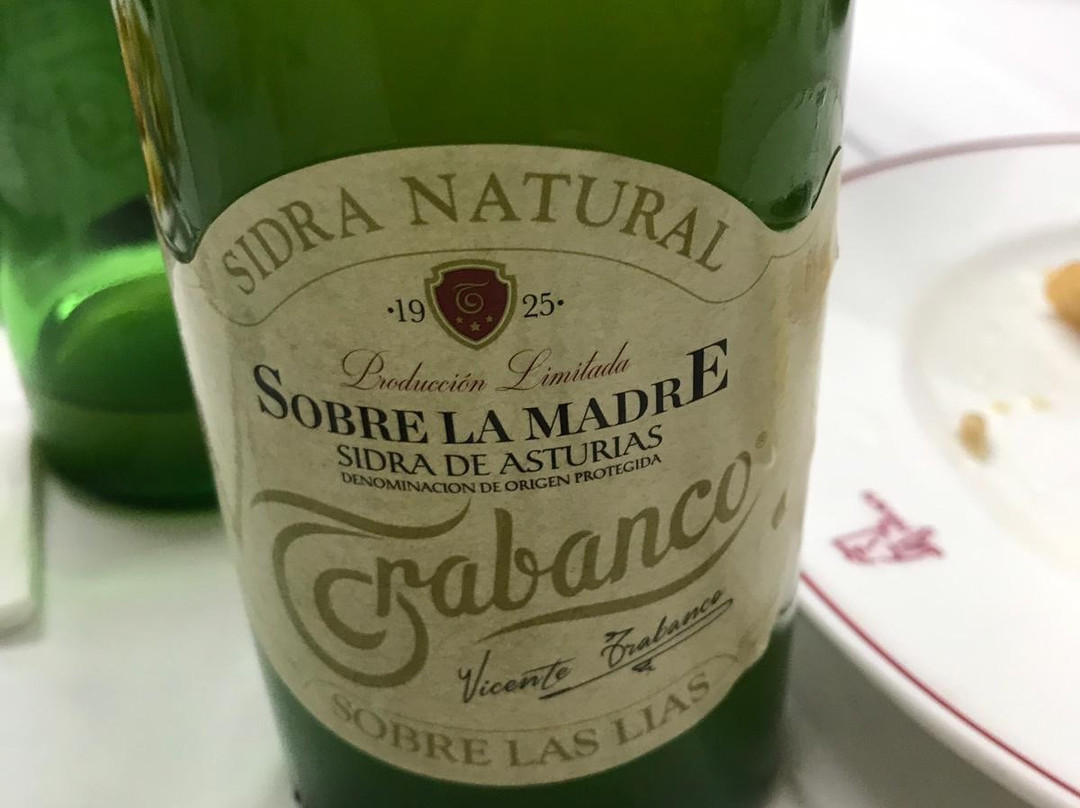 SIDRA NATURAL
·19 25·
Producción Limitada
SOBRE LA MADRE
SIDRA DE ASTURIAS
DENOMINACION DE ORIGEN PROTEGIDA
Trabanco®
Vicente Trabanco
SOBRE LAS LIAS